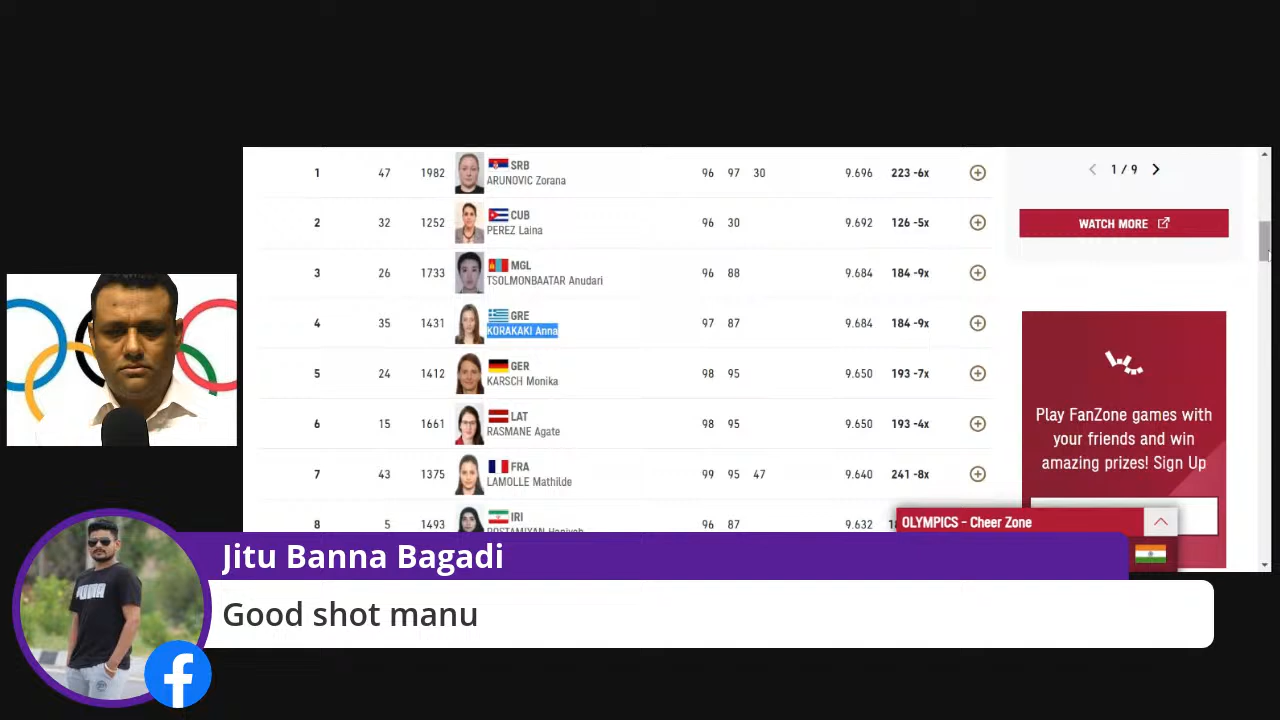 1 47 1982 SRB 96 97 30 9.696 223 -6x
ARUNOVIC Zorana
2 32 1252 CUB 96 30 9.692 126 -5x
PEREZ Laina
3 26 1733 MGL 96 88 9.684 184 -9x
TSOLMONBAATAR Anudari
4 35 1431 GRE 97 87 9.684 184 -9x
KORAKAKI Anna
5 24 1412 GER 98 95 9.650 193 -7x
KARSCH Monika
6 15 1661 LAT 98 95 9.650 193 -4x
RASMANE Agate
7 43 1375 FRA 99 95 47 9.640 241 -8x
LAMOLLE Mathilde
8 5 1493 IRI 96 87 9.632
1 / 9
WATCH MORE
Play FanZone games with
your friends and win
amazing prizes! Sign Up
OLYMPICS - Cheer Zone
Jitu Banna Bagadi
Good shot manu